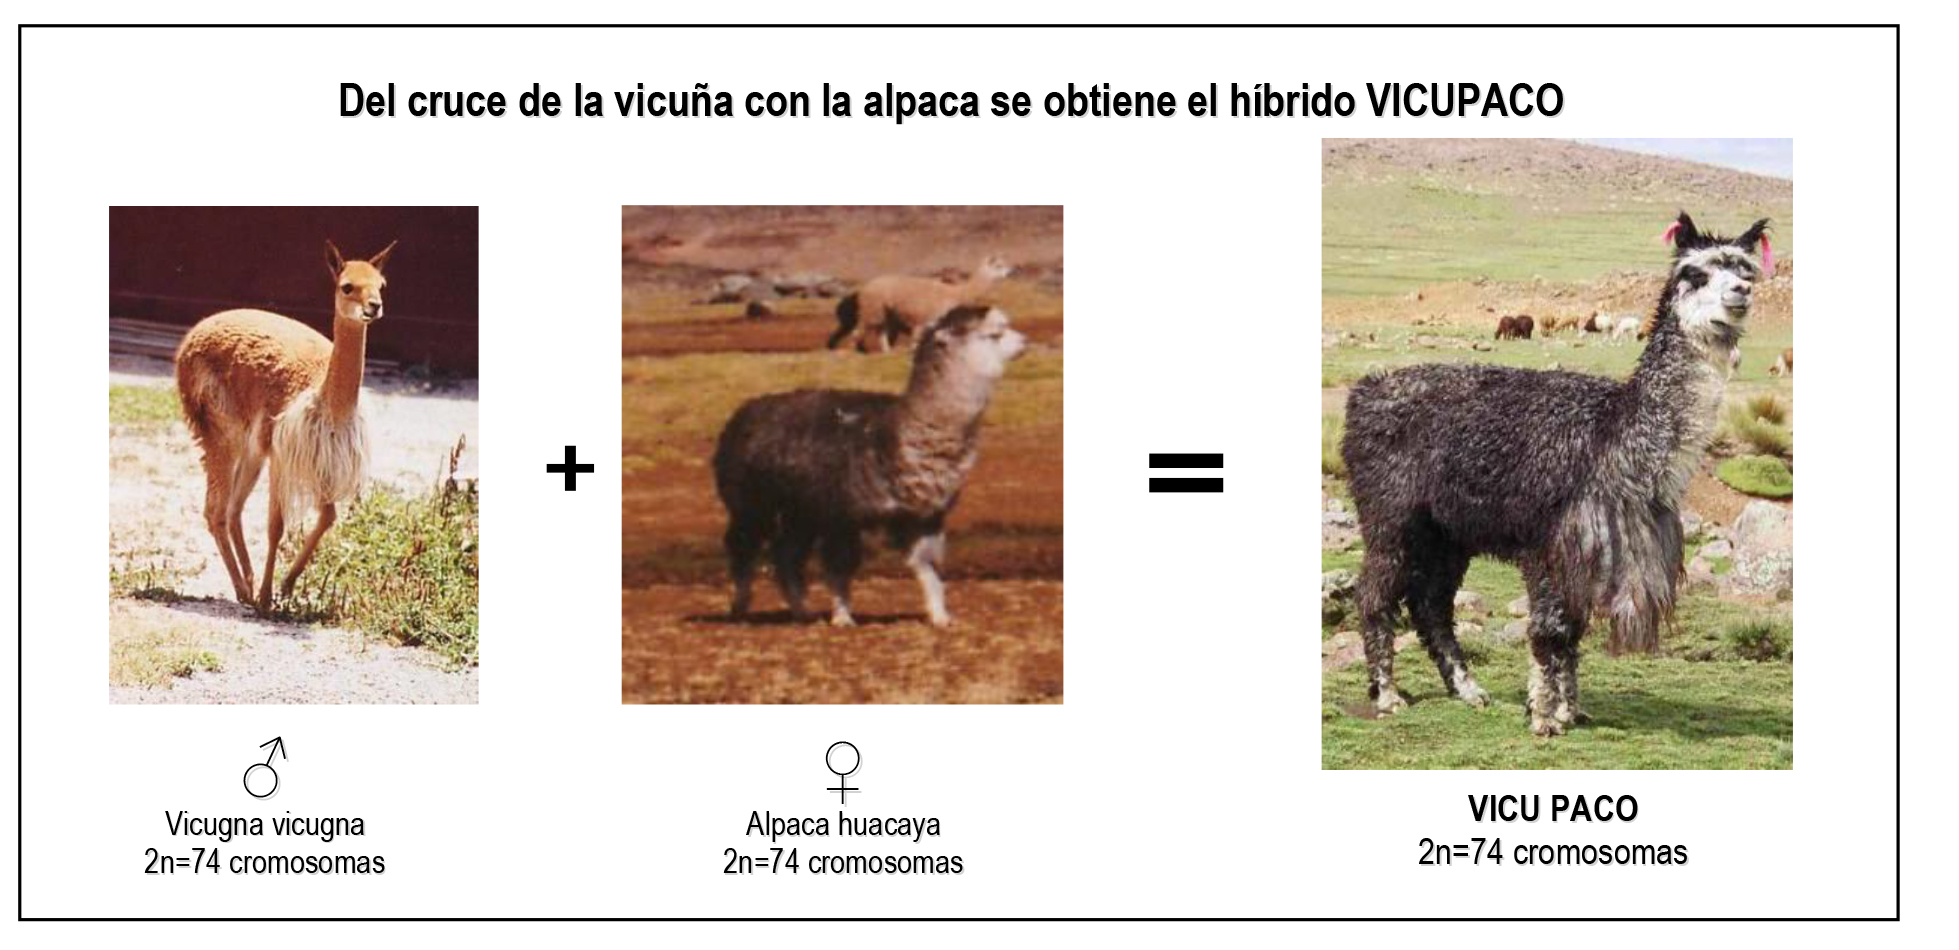 Del cruce de la vicuña con la alpaca se obtiene el híbrido VICUPACO
+
=
♂
Vicugna vicugna
2n=74 cromosomas
♀
Alpaca huacaya
2n=74 cromosomas
VICU PACO
2n=74 cromosomas